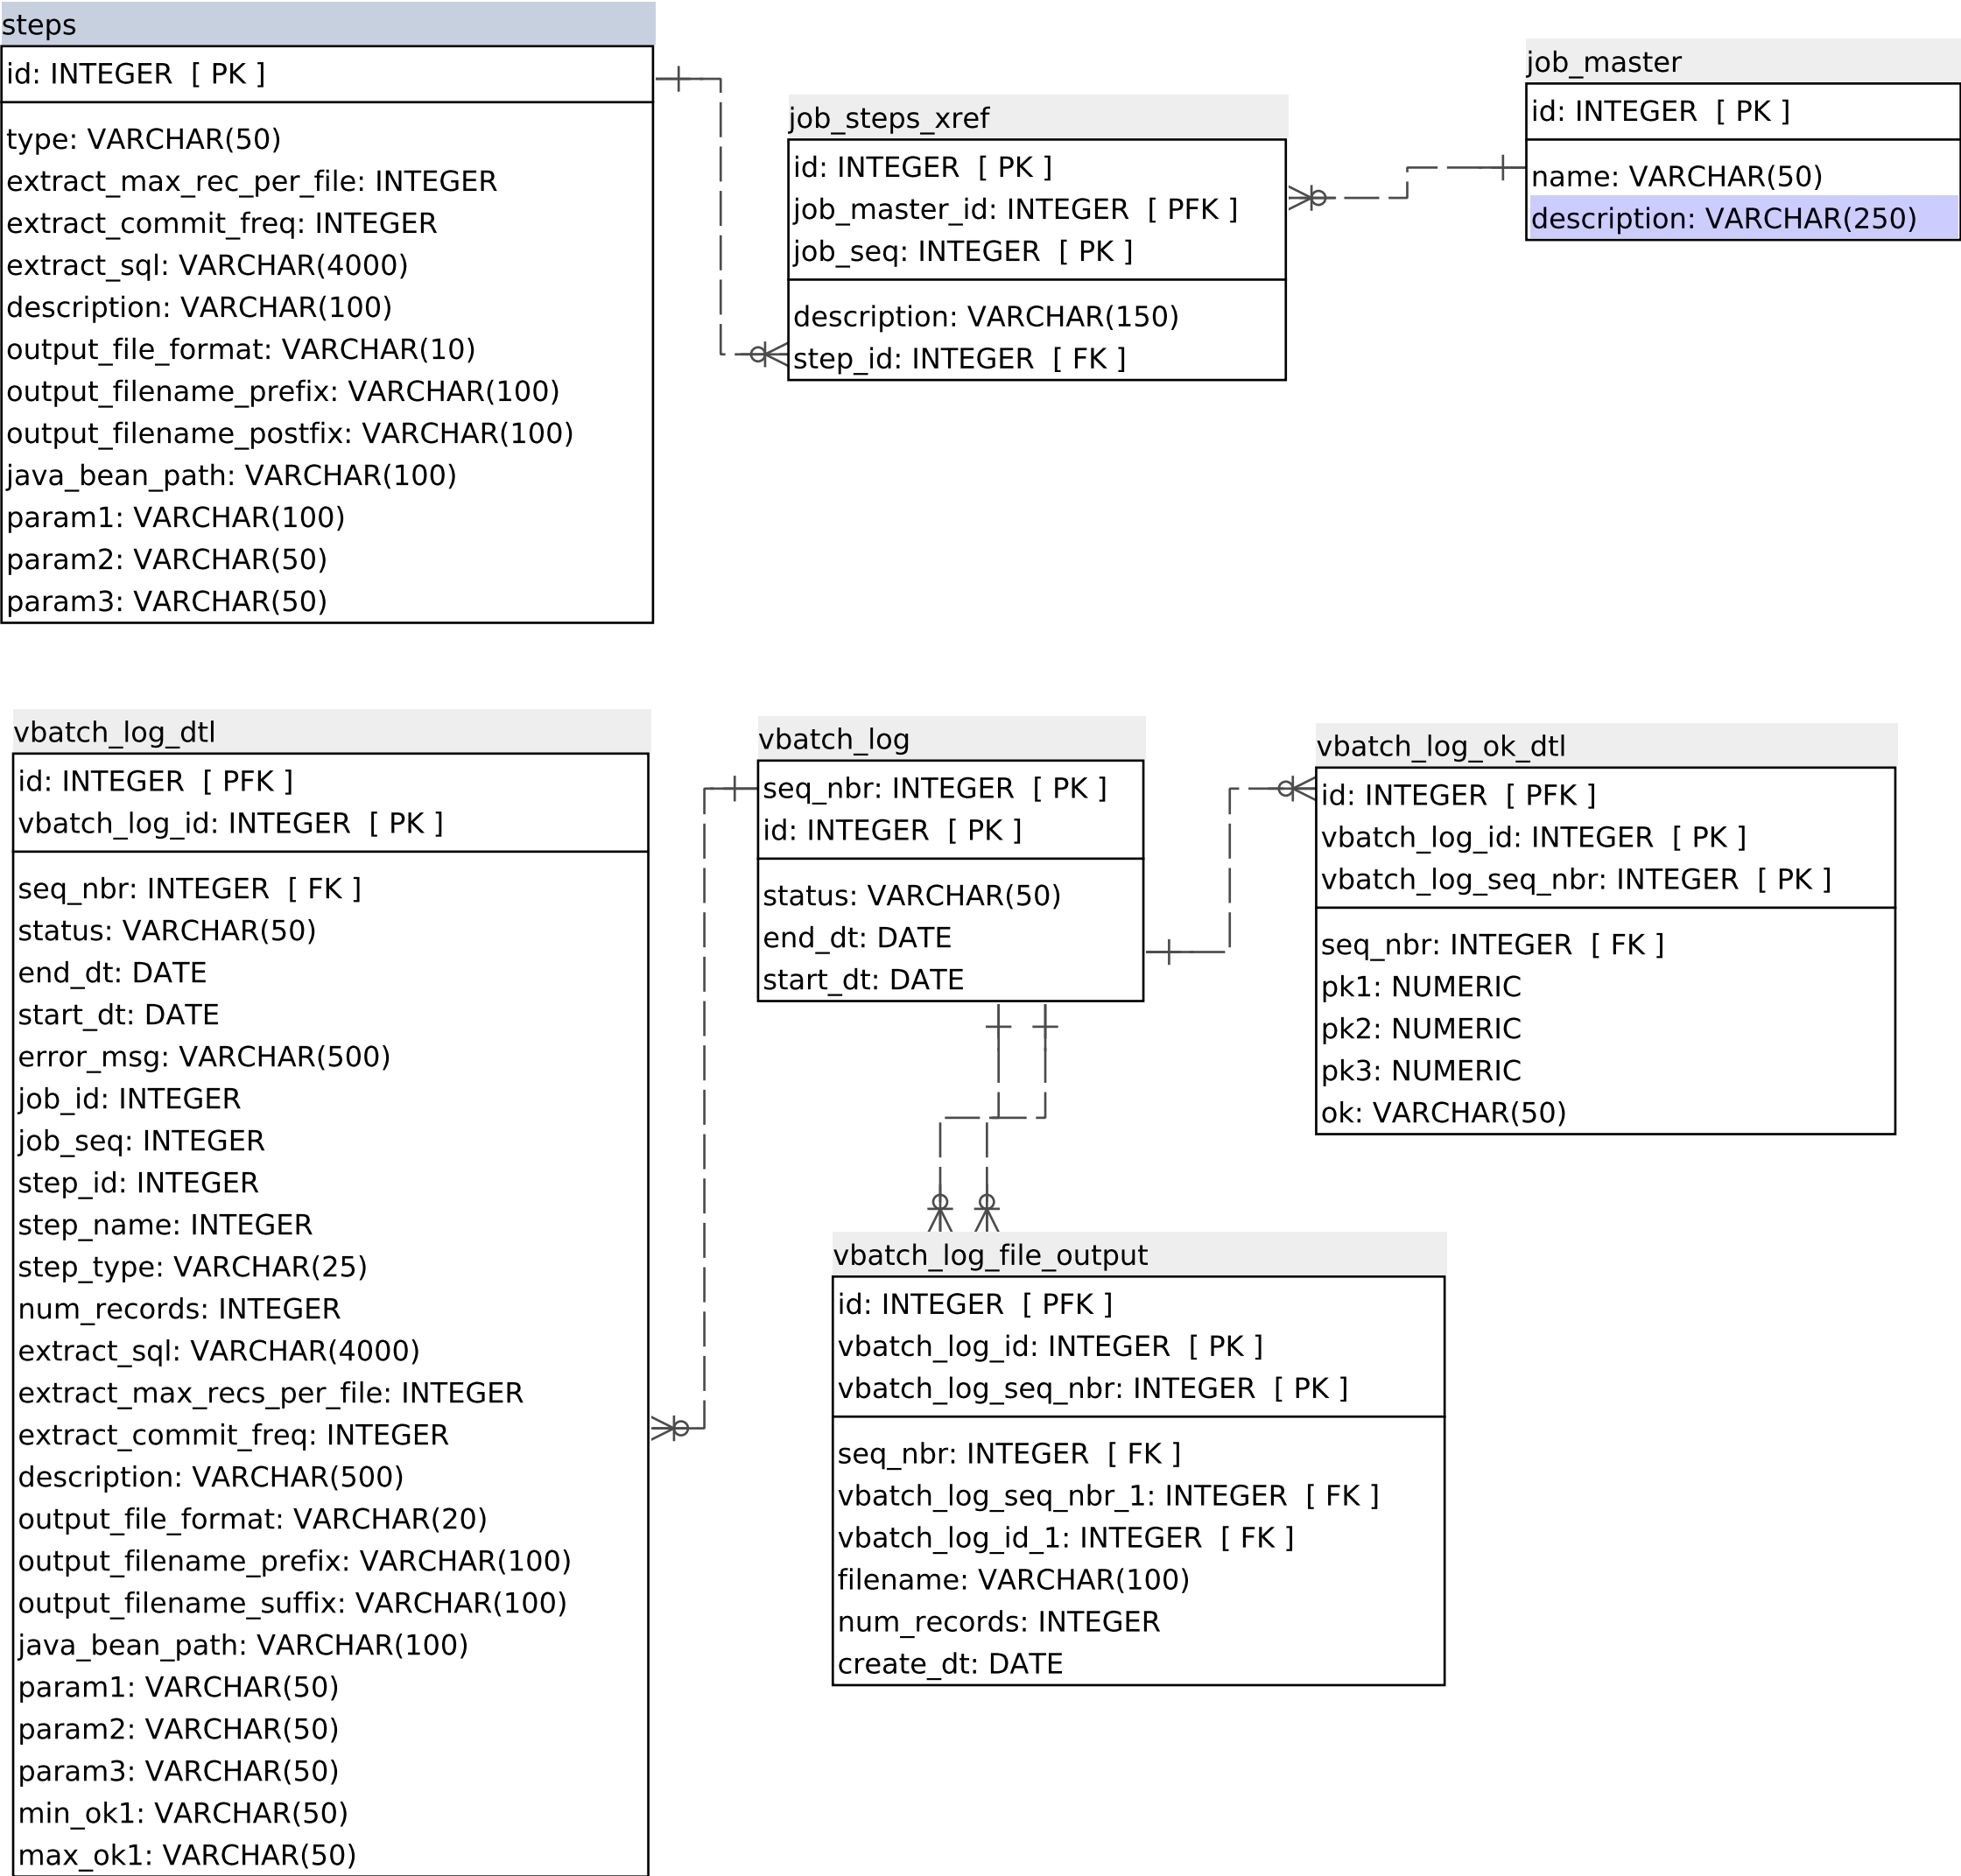 steps
id: INTEGER [ PK ]
type: VARCHAR(50)
extract_max_rec_per_file: INTEGER
extract_commit_freq: INTEGER
extract_sql: VARCHAR(4000)
description: VARCHAR(100)
output_file_format: VARCHAR(10)
output_filename_prefix: VARCHAR(100)
output_filename_postfix: VARCHAR(100)
java_bean_path: VARCHAR(100)
param1: VARCHAR(100)
param2: VARCHAR(50)
param3: VARCHAR(50)
job_steps_xref
id: INTEGER [ PK ]
job_master_id: INTEGER [ PFK ]
job_seq: INTEGER [ PK ]
description: VARCHAR(150)
step_id: INTEGER [ FK ]
job_master
id: INTEGER [ PK ]
name: VARCHAR(50)
description: VARCHAR(250)
vbatch_log_dtl
id: INTEGER [ PFK ]
vbatch_log_id: INTEGER [ PK ]
seq_nbr: INTEGER [ FK ]
status: VARCHAR(50)
end_dt: DATE
start_dt: DATE
error_msg: VARCHAR(500)
job_id: INTEGER
job_seq: INTEGER
step_id: INTEGER
step_name: INTEGER
step_type: VARCHAR(25)
num_records: INTEGER
extract_sql: VARCHAR(4000)
extract_max_recs_per_file: INTEGER
extract_commit_freq: INTEGER
description: VARCHAR(500)
output_file_format: VARCHAR(20)
output_filename_prefix: VARCHAR(100)
output_filename_suffix: VARCHAR(100)
java_bean_path: VARCHAR(100)
param1: VARCHAR(50)
param2: VARCHAR(50)
param3: VARCHAR(50)
min_ok1: VARCHAR(50)
max_ok1: VARCHAR(50)
vbatch_log
seq_nbr: INTEGER [ PK ]
id: INTEGER [ PK ]
status: VARCHAR(50)
end_dt: DATE
start_dt: DATE
vbatch_log_ok_dtl
id: INTEGER [ PFK ]
vbatch_log_id: INTEGER [ PK ]
vbatch_log_seq_nbr: INTEGER [ PK ]
seq_nbr: INTEGER [ FK ]
pk1: NUMERIC
pk2: NUMERIC
pk3: NUMERIC
ok: VARCHAR(50)
vbatch_log_file_output
id: INTEGER [ PFK ]
vbatch_log_id: INTEGER [ PK ]
vbatch_log_seq_nbr: INTEGER [ PK ]
seq_nbr: INTEGER [ FK ]
vbatch_log_seq_nbr_1: INTEGER [ FK ]
vbatch_log_id_1: INTEGER [ FK ]
filename: VARCHAR(100)
num_records: INTEGER
create_dt: DATE